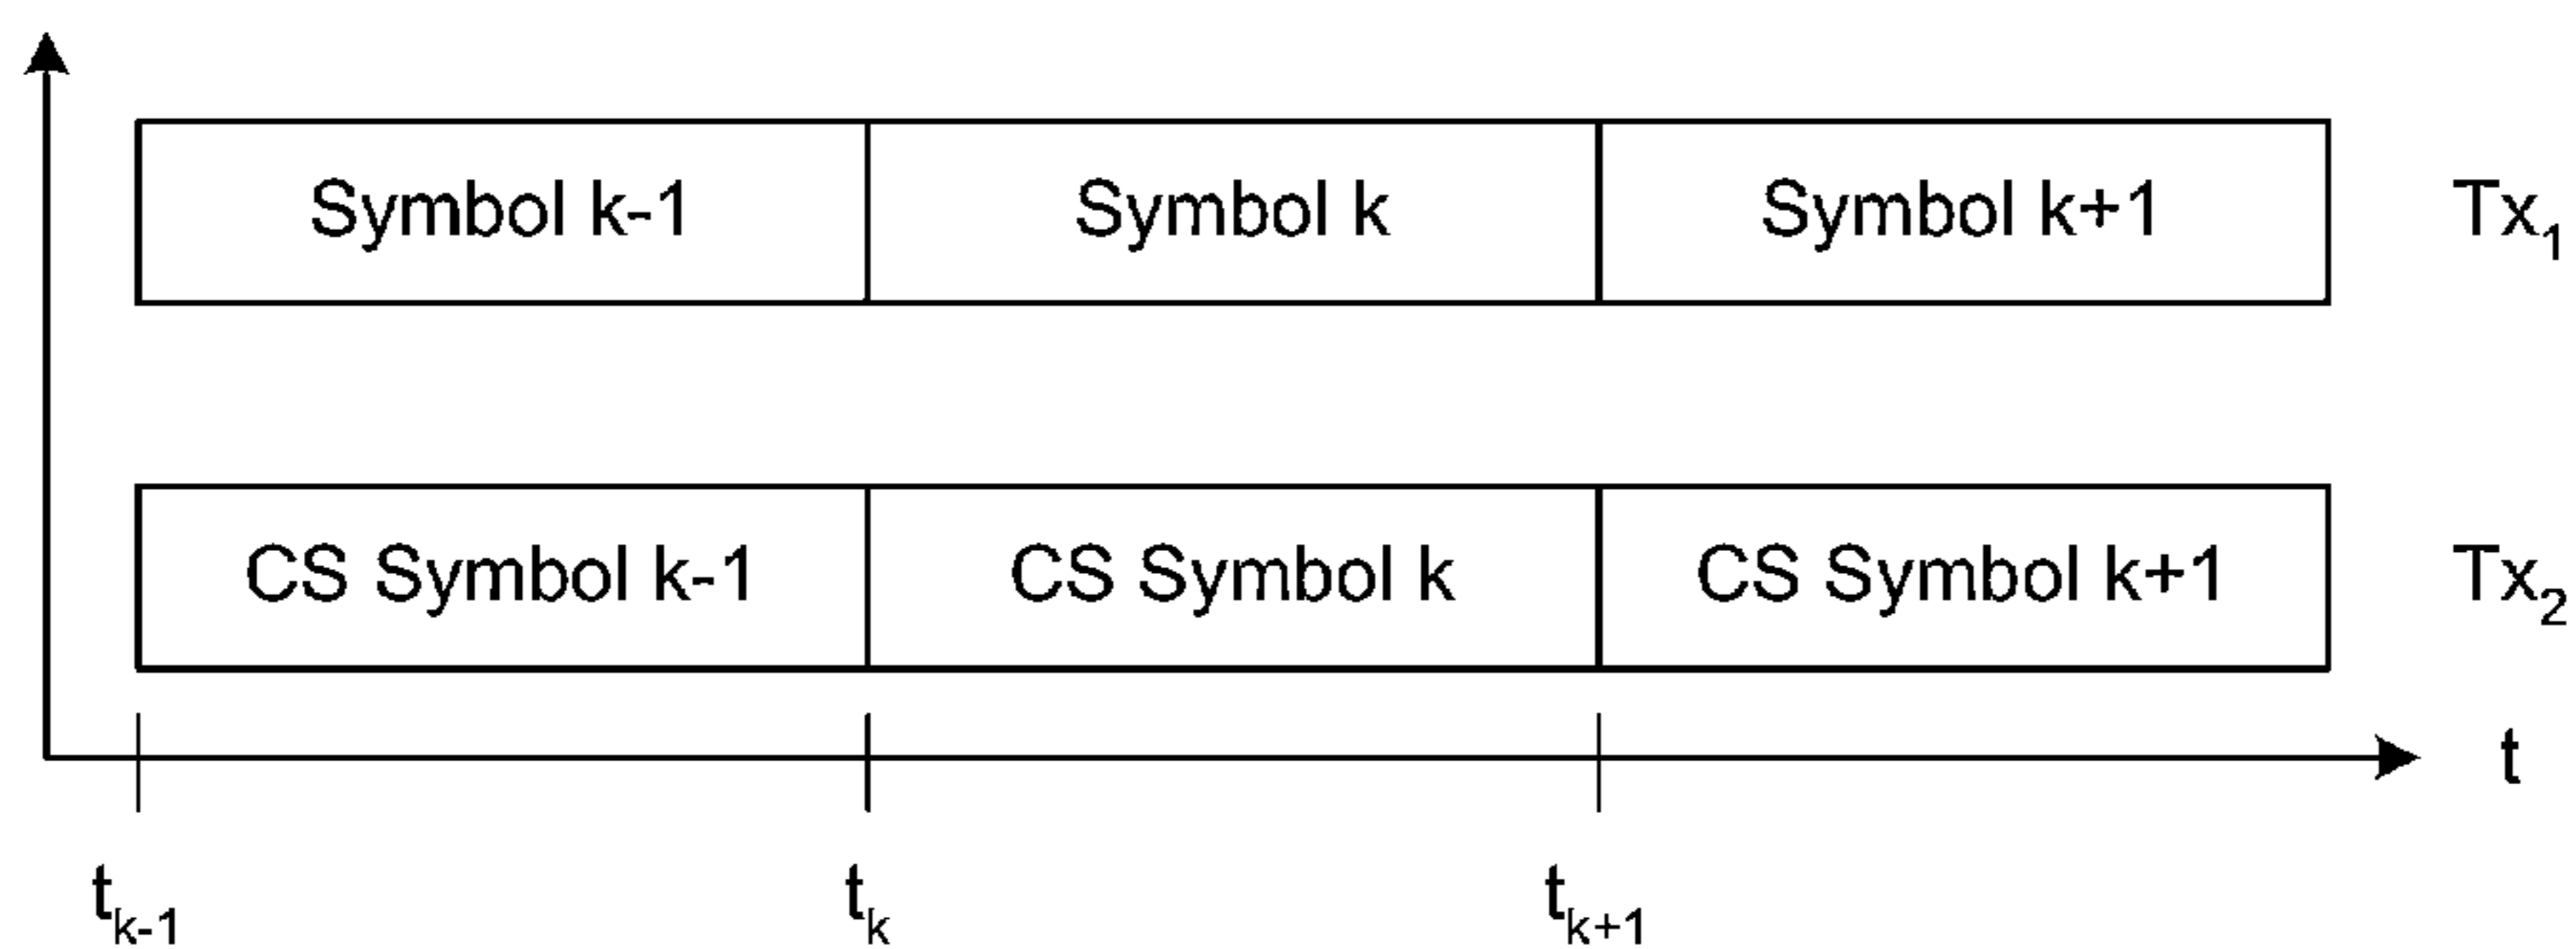 Symbol k-1 Symbol k Symbol k+1 Tx₁
CS Symbol k-1 CS Symbol k CS Symbol k+1 Tx₂
t
tₖ₋₁ tₖ tₖ₊₁